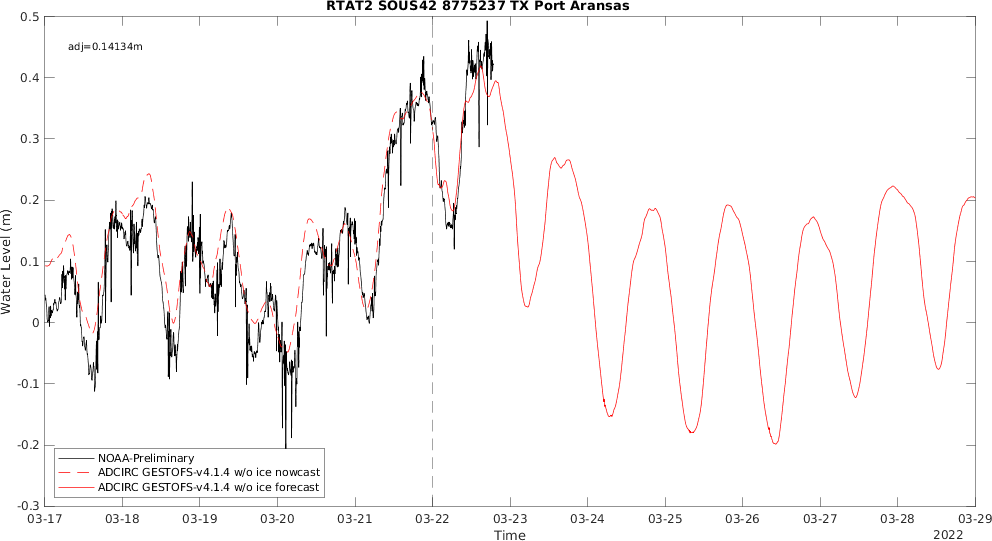 RTAT2 SOUS42 8775237 TX Port Aransas
adj=0.14134m
0.5
0.4
0.3
0.2
0.1
0
-0.1
-0.2
-0.3
Water Level (m)
NOAA-Preliminary
ADCIRC GESTOFS-v4.1.4 w/o ice nowcast
ADCIRC GESTOFS-v4.1.4 w/o ice forecast
03-17 03-18 03-19 03-20 03-21 03-22 03-23 03-24 03-25 03-26 03-27 03-28 03-29
Time
2022